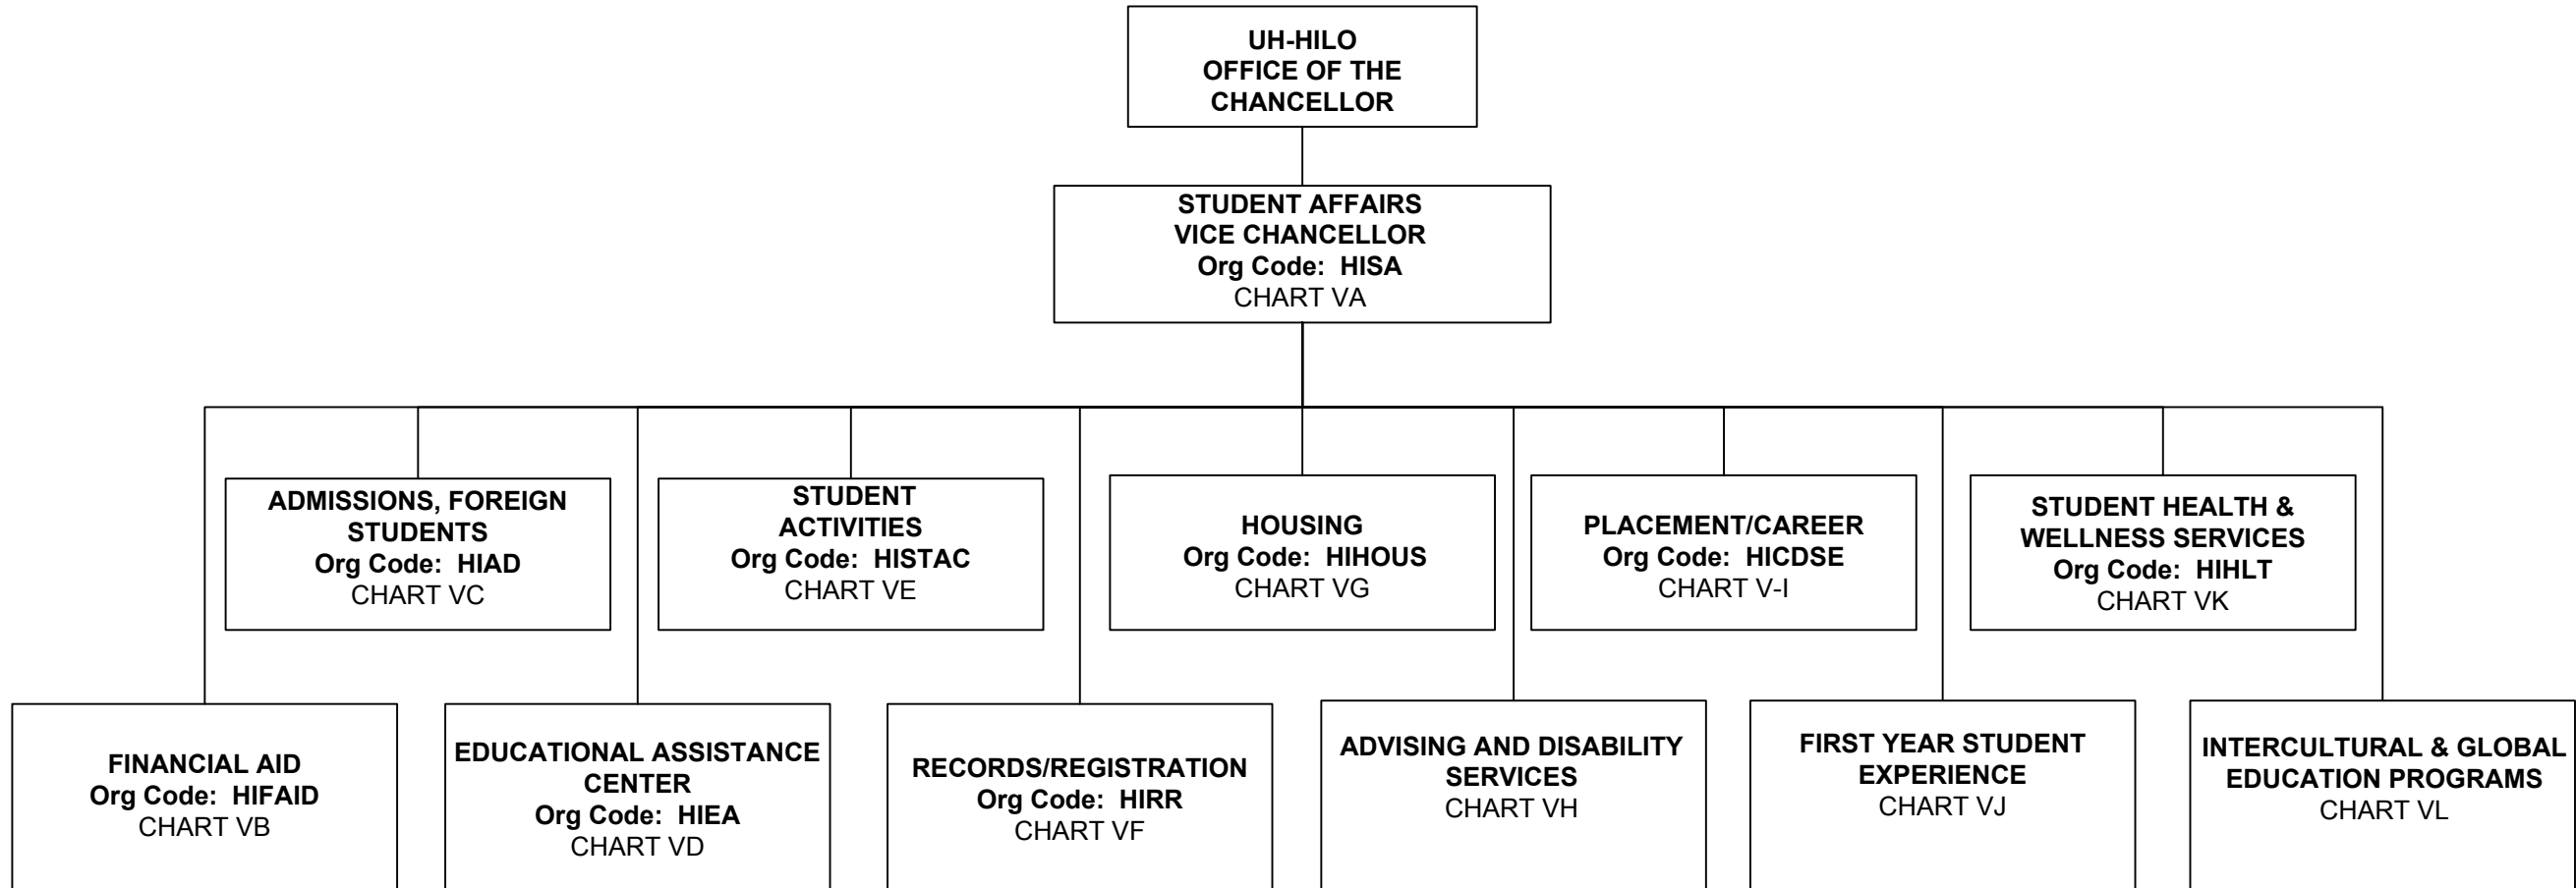 UH-HILO
OFFICE OF THE
CHANCELLOR
STUDENT AFFAIRS
VICE CHANCELLOR
Org Code: HISA
CHART VA
ADMISSIONS, FOREIGN
STUDENTS
Org Code: HIAD
CHART VC
STUDENT
ACTIVITIES
Org Code: HISTAC
CHART VE
HOUSING
Org Code: HIHOUS
CHART VG
PLACEMENT/CAREER
Org Code: HICDSE
CHART V-I
STUDENT HEALTH &
WELLNESS SERVICES
Org Code: HIHLT
CHART VK
FINANCIAL AID
Org Code: HIFAID
CHART VB
EDUCATIONAL ASSISTANCE
CENTER
Org Code: HIEA
CHART VD
RECORDS/REGISTRATION
Org Code: HIRR
CHART VF
ADVISING AND DISABILITY
SERVICES
CHART VH
FIRST YEAR STUDENT
EXPERIENCE
CHART VJ
INTERCULTURAL & GLOBAL
EDUCATION PROGRAMS
CHART VL